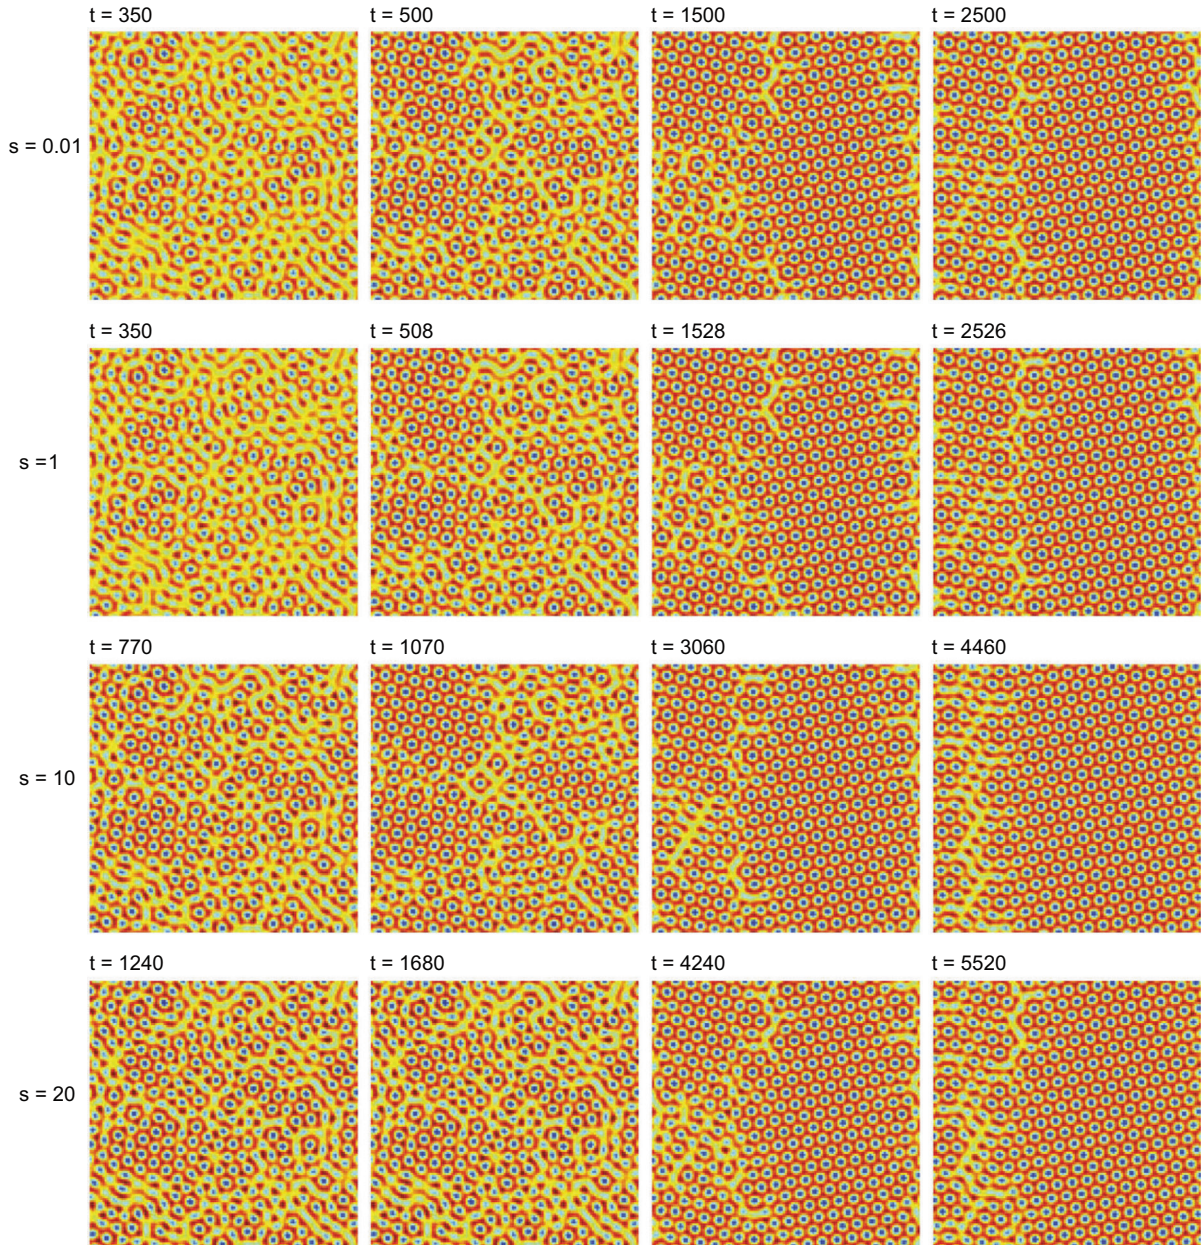 t = 350 t = 500 t = 1500 t = 2500
s = 0.01
t = 350 t = 508 t = 1528 t = 2526
s =1
t = 770 t = 1070 t = 3060 t = 4460
s = 10
t = 1240 t = 1680 t = 4240 t = 5520
s = 20